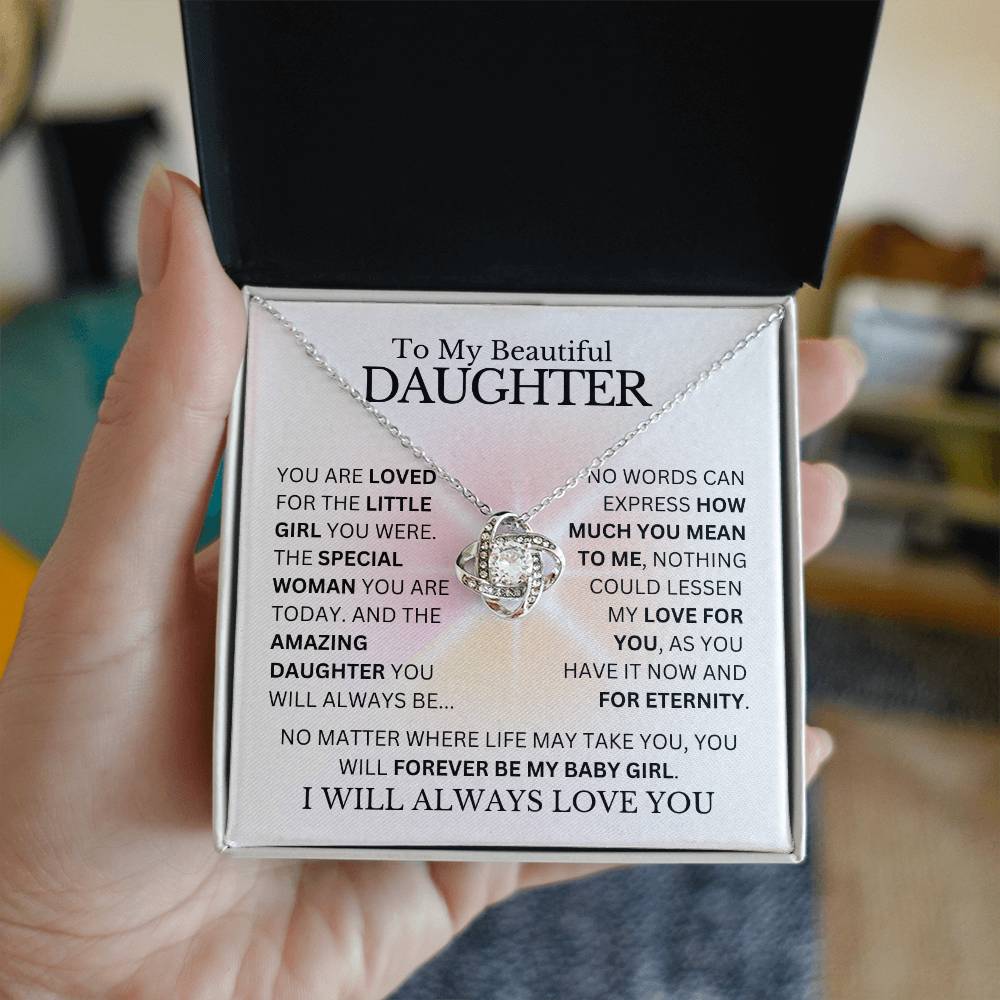 To My Beautiful
DAUGHTER
YOU ARE LOVED
FOR THE LITTLE
GIRL YOU WERE.
THE SPECIAL
WOMAN YOU ARE
TODAY. AND THE
AMAZING
DAUGHTER YOU
WILL ALWAYS BE...
NO WORDS CAN
EXPRESS HOW
MUCH YOU MEAN
TO ME, NOTHING
COULD LESSEN
MY LOVE FOR
YOU, AS YOU
HAVE IT NOW AND
FOR ETERNITY.
NO MATTER WHERE LIFE MAY TAKE YOU, YOU
WILL FOREVER BE MY BABY GIRL.
I WILL ALWAYS LOVE YOU